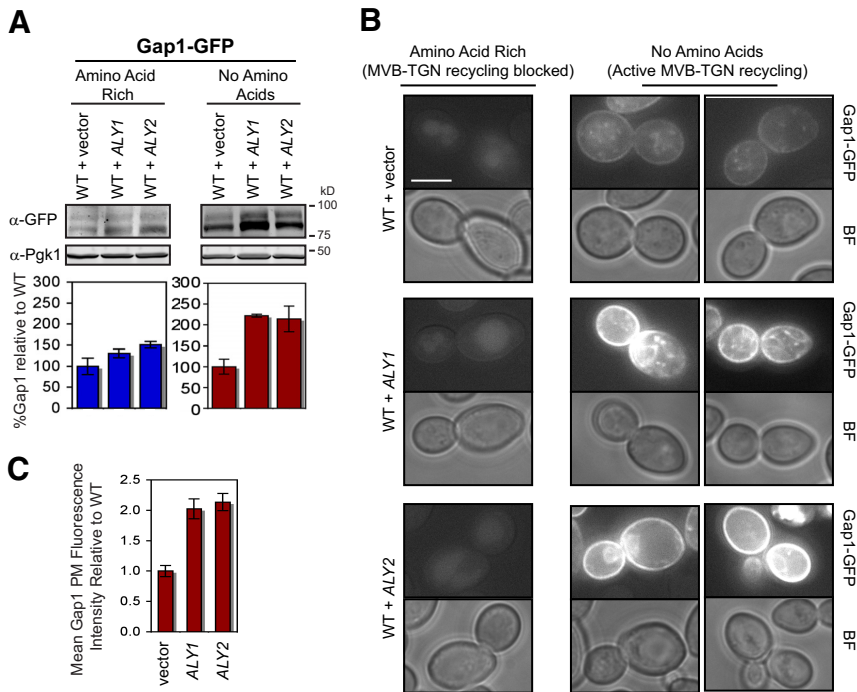 A
Gap1-GFP
Amino Acid
Rich
No Amino
Acids
WT + vector
WT + ALY1
WT + ALY2
WT + vector
WT + ALY1
WT + ALY2
kD
α-GFP
100
75
α-Pgk1
50
%Gap1 relative to WT
300
250
200
150
100
50
0
300
250
200
150
100
50
0
B
Amino Acid Rich
(MVB-TGN recycling blocked)
No Amino Acids
(Active MVB-TGN recycling)
WT + vector
Gap1-GFP
BF
WT + ALY1
Gap1-GFP
BF
WT + ALY2
Gap1-GFP
BF
C
Mean Gap1 PM Fluorescence
Intensity Relative to WT
2.5
2.0
1.5
1.0
0.5
0.0
vector
ALY1
ALY2